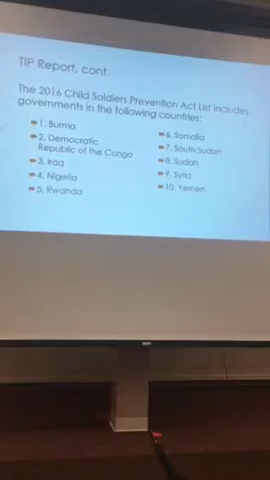 TIP Report, cont.
The 2016 Child Soldiers Prevention Act List includes
governments in the following countries:
1. Burma
2. Democratic
Republic of the Congo
3. Iraq
4. Nigeria
5. Rwanda
6. Somalia
7. South Sudan
8. Sudan
9. Syria
10. Yemen